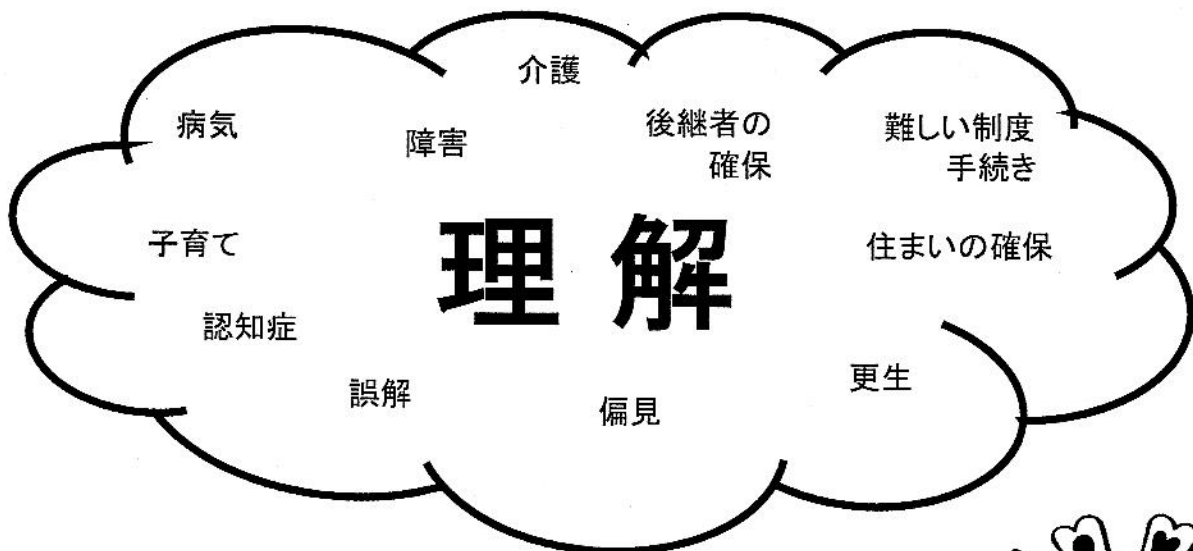 介護
病気
障害
後継者の
確保
難しい制度
手続き
理解
子育て
住まいの確保
認知症
誤解
偏見
更生